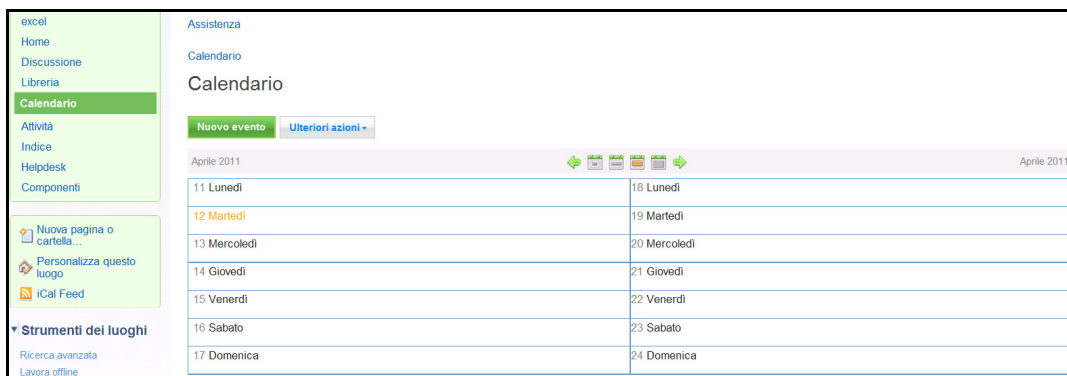 excel
Home
Discussione
Libreria
Calendario
Attività
Indice
Helpdesk
Componenti
Nuova pagina o
cartella...
Personalizza questo
luogo
iCal Feed
Strumenti dei luoghi
Ricerca avanzata
Lavora offline
Assistenza
Calendario
Calendario
Nuovo evento Ulteriori azioni
Aprile 2011 Aprile 2011
11 Lunedì 18 Lunedì
12 Martedì 19 Martedì
13 Mercoledì 20 Mercoledì
14 Giovedì 21 Giovedì
15 Venerdì 22 Venerdì
16 Sabato 23 Sabato
17 Domenica 24 Domenica